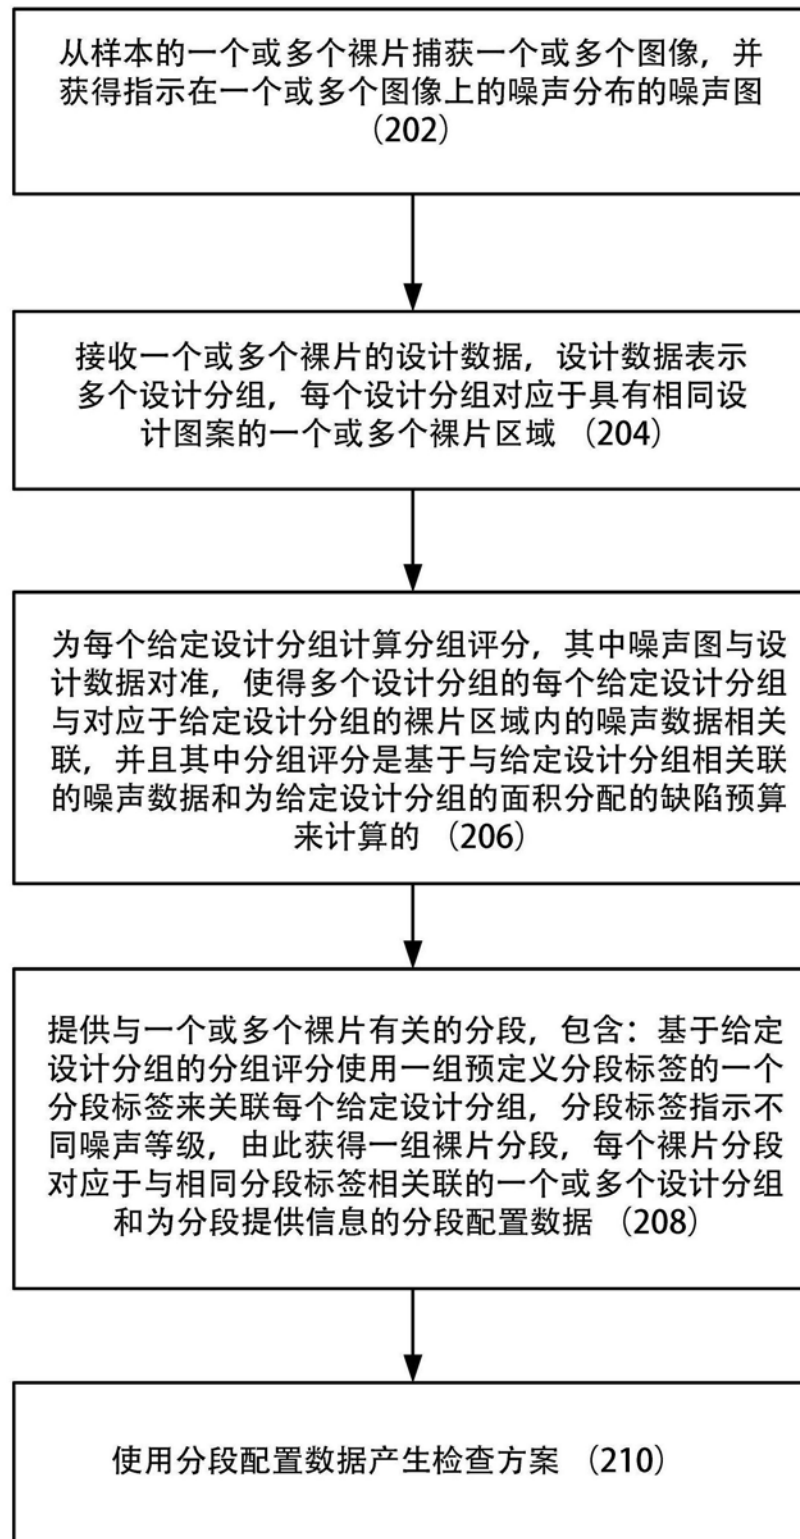 从样本的一个或多个裸片捕获一个或多个图像，并
获得指示在一个或多个图像上的噪声分布的噪声图
（202）
接收一个或多个裸片的设计数据，设计数据表示
多个设计分组，每个设计分组对应于具有相同设
计图案的一个或多个裸片区域 （204）
为每个给定设计分组计算分组评分，其中噪声图与设
计数据对准，使得多个设计分组的每个给定设计分组
与对应于给定设计分组的裸片区域内的噪声数据相关
联，并且其中分组评分是基于与给定设计分组相关联
的噪声数据和为给定设计分组的面积分配的缺陷预算
来计算的 （206）
提供与一个或多个裸片有关的分段，包含：基于给定
设计分组的分组评分使用一组预定义分段标签的一个
分段标签来关联每个给定设计分组，分段标签指示不
同噪声等级，由此获得一组裸片分段，每个裸片分段
对应于与相同分段标签相关联的一个或多个设计分组
和为分段提供信息的分段配置数据 （208）
使用分段配置数据产生检查方案 （210）